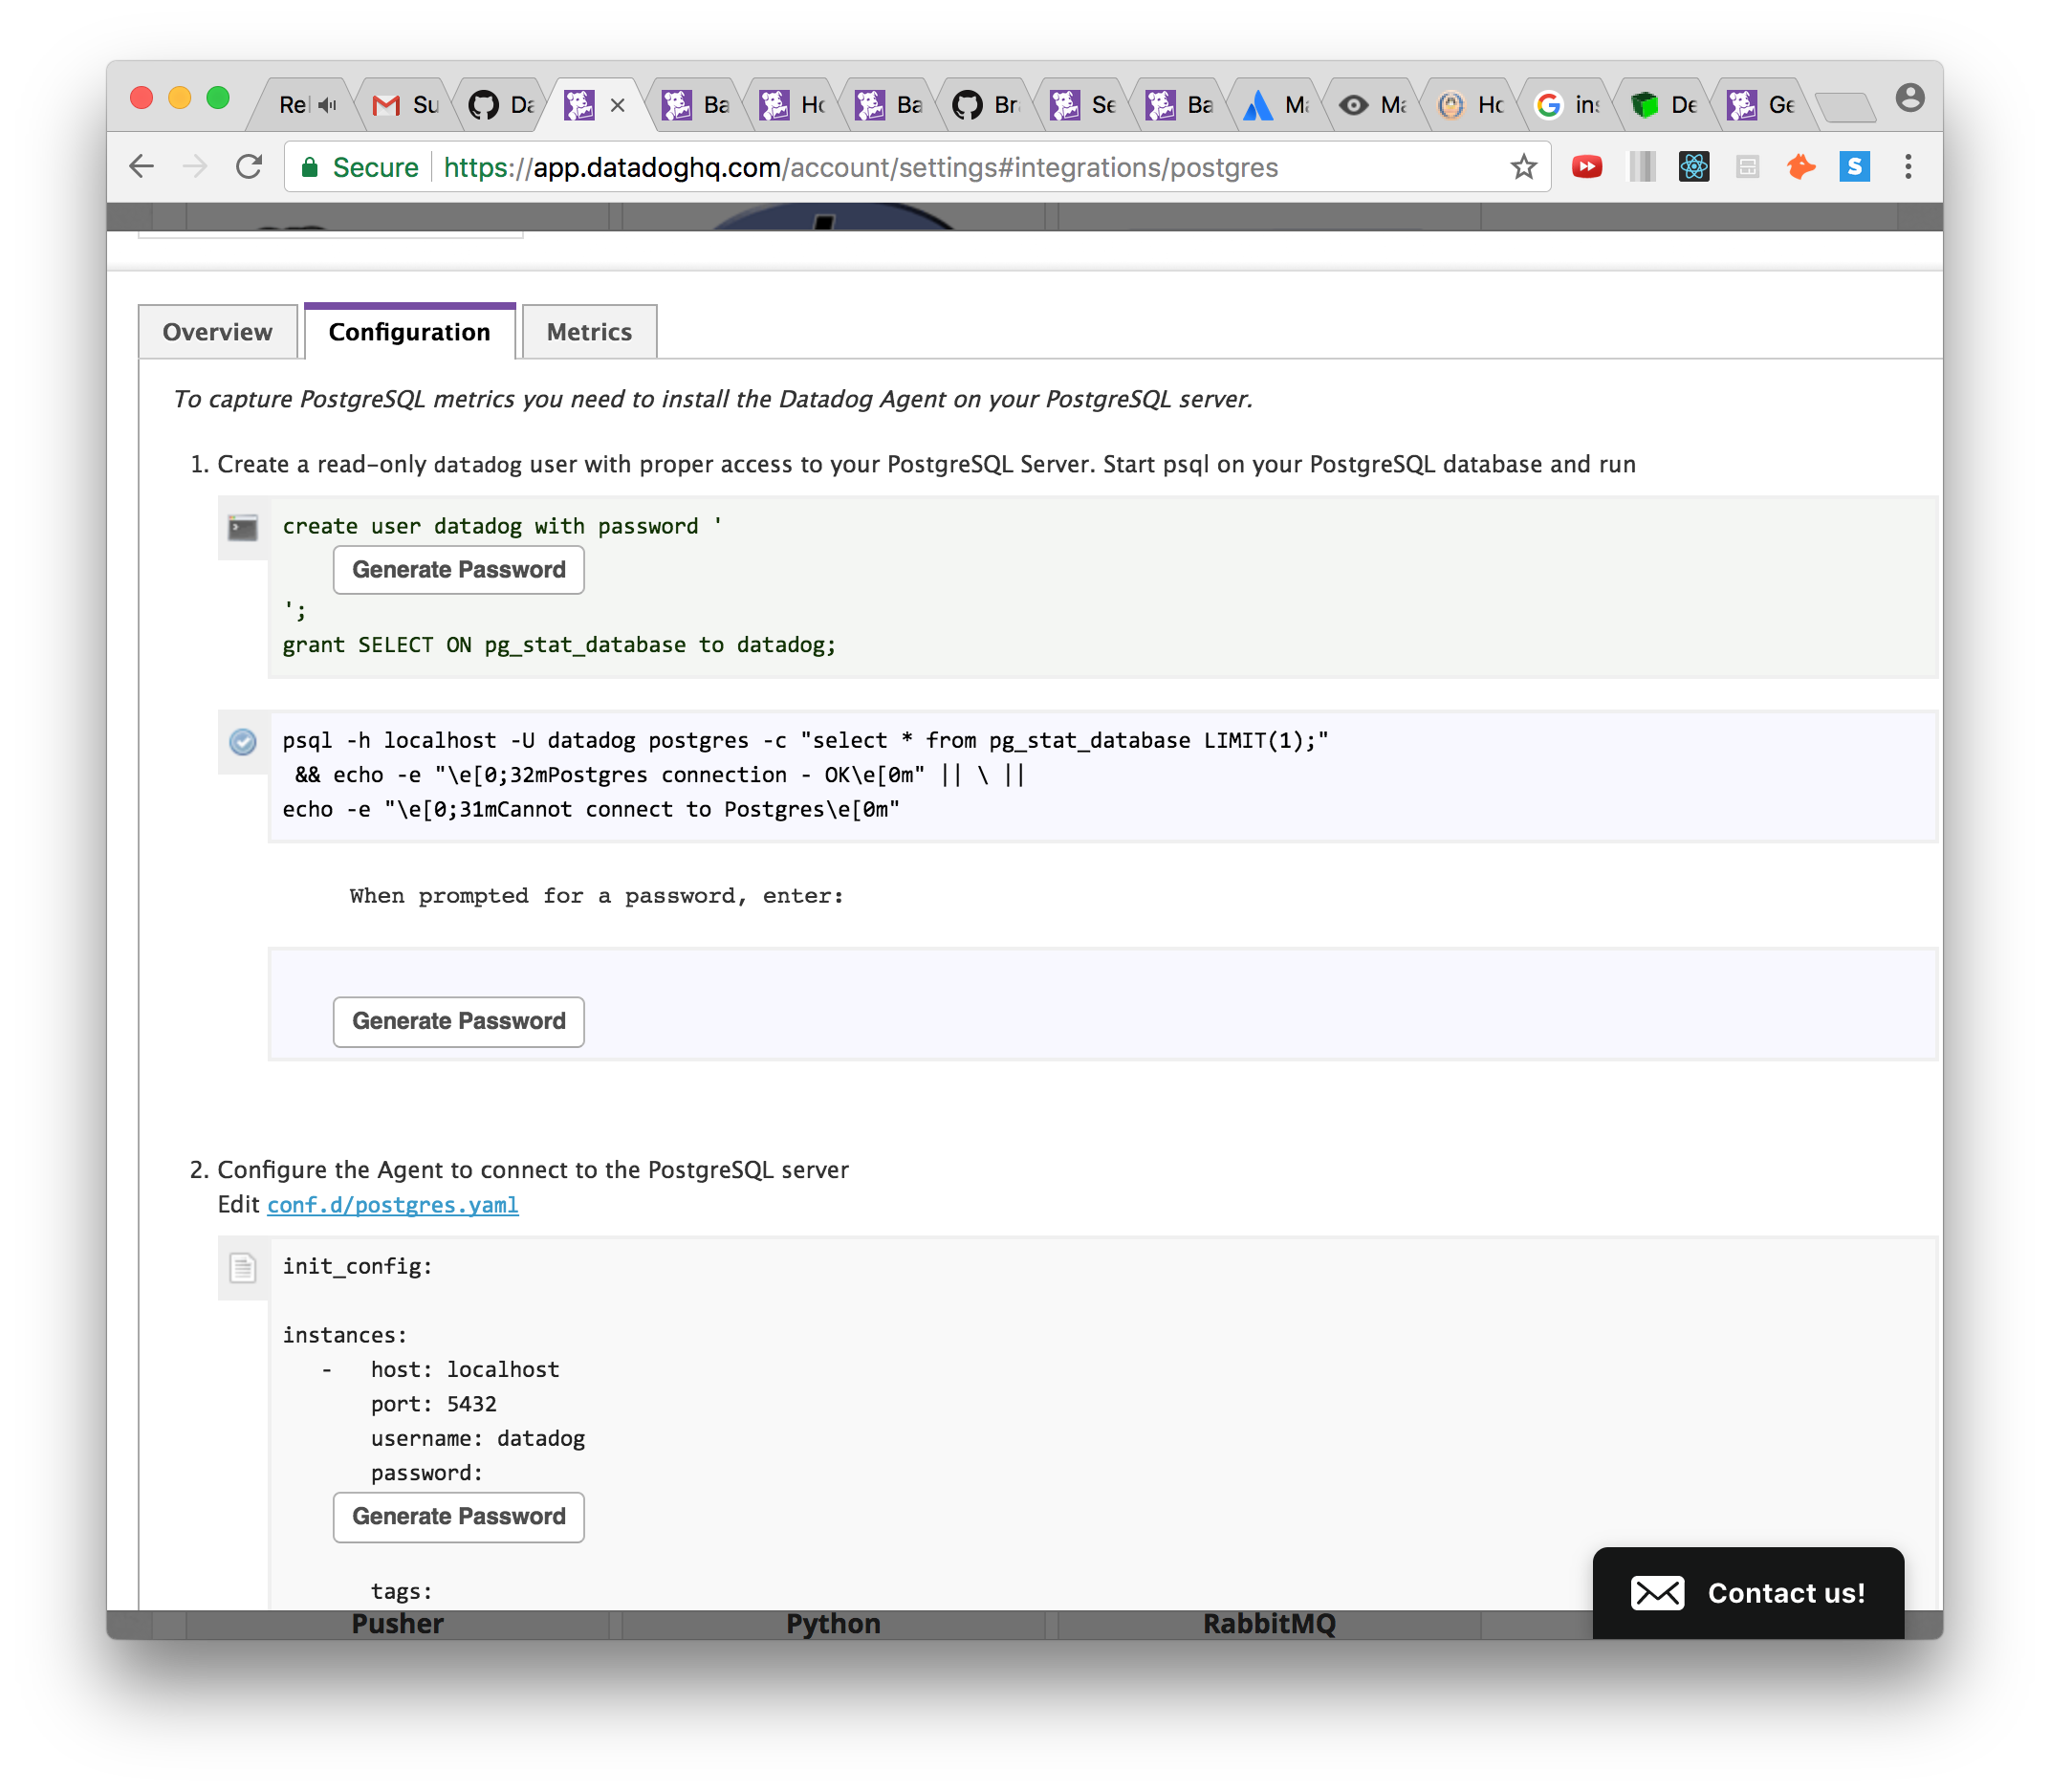 Re
Su
Da
Ba
Ho
Ba
Br
Se
Ba
Ma
Ma
Ho
ins
De
Ge
Secure
https://app.datadoghq.com/account/settings#integrations/postgres
S
Overview
Configuration
Metrics
To capture PostgreSQL metrics you need to install the Datadog Agent on your PostgreSQL server.
1. Create a read-only datadog user with proper access to your PostgreSQL Server. Start psql on your PostgreSQL database and run
create user datadog with password '
Generate Password
';
grant SELECT ON pg_stat_database to datadog;
psql -h localhost -U datadog postgres -c "select * from pg_stat_database LIMIT(1);"
&& echo -e "\e[0;32mPostgres connection - OK\e[0m" || \ ||
echo -e "\e[0;31mCannot connect to Postgres\e[0m"
When prompted for a password, enter:
Generate Password
2. Configure the Agent to connect to the PostgreSQL server
Edit conf.d/postgres.yaml
init_config:
instances:
- host: localhost
port: 5432
username: datadog
password:
Generate Password
tags:
Contact us!
Pusher
Python
RabbitMQ